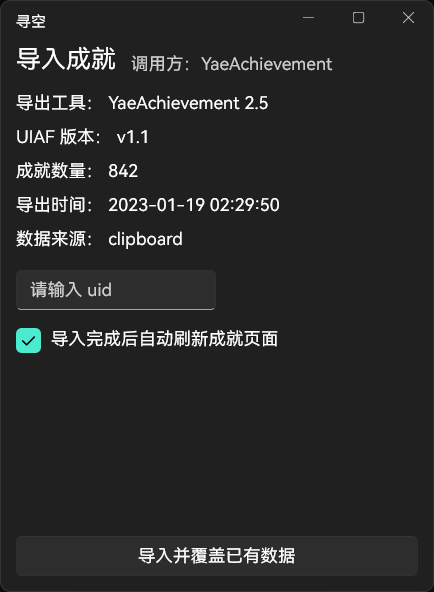 寻空
导入成就 调用方：YaeAchievement
导出工具： YaeAchievement 2.5
UIAF 版本： v1.1
成就数量： 842
导出时间： 2023-01-19 02:29:50
数据来源： clipboard
请输入 uid
导入完成后自动刷新成就页面
导入并覆盖已有数据